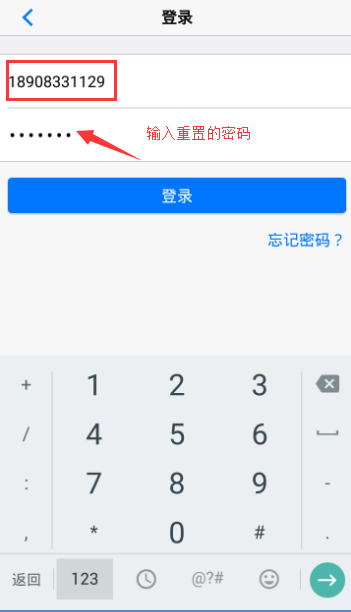 登录
18908331129
••••••• 输入重置的密码
登录
忘记密码？
+ 1 2 3
/ 4 5 6
: 7 8 9 -
, * 0 # .
返回 123 @?#